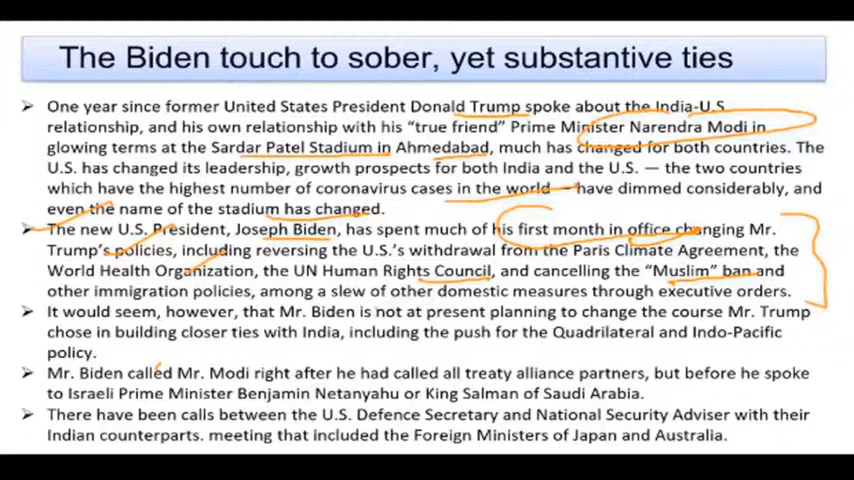 The Biden touch to sober, yet substantive ties
➢ One year since former United States President Donald Trump spoke about the India-U.S.
relationship, and his own relationship with his “true friend” Prime Minister Narendra Modi in
glowing terms at the Sardar Patel Stadium in Ahmedabad, much has changed for both countries. The
U.S. has changed its leadership, growth prospects for both India and the U.S. — the two countries
which have the highest number of coronavirus cases in the world — have dimmed considerably, and
even the name of the stadium has changed.
➢ The new U.S. President, Joseph Biden, has spent much of his first month in office changing Mr.
Trump’s policies, including reversing the U.S.’s withdrawal from the Paris Climate Agreement, the
World Health Organization, the UN Human Rights Council, and cancelling the “Muslim” ban and
other immigration policies, among a slew of other domestic measures through executive orders.
➢ It would seem, however, that Mr. Biden is not at present planning to change the course Mr. Trump
chose in building closer ties with India, including the push for the Quadrilateral and Indo-Pacific
policy.
➢ Mr. Biden called Mr. Modi right after he had called all treaty alliance partners, but before he spoke
to Israeli Prime Minister Benjamin Netanyahu or King Salman of Saudi Arabia.
➢ There have been calls between the U.S. Defence Secretary and National Security Adviser with their
Indian counterparts. meeting that included the Foreign Ministers of Japan and Australia.